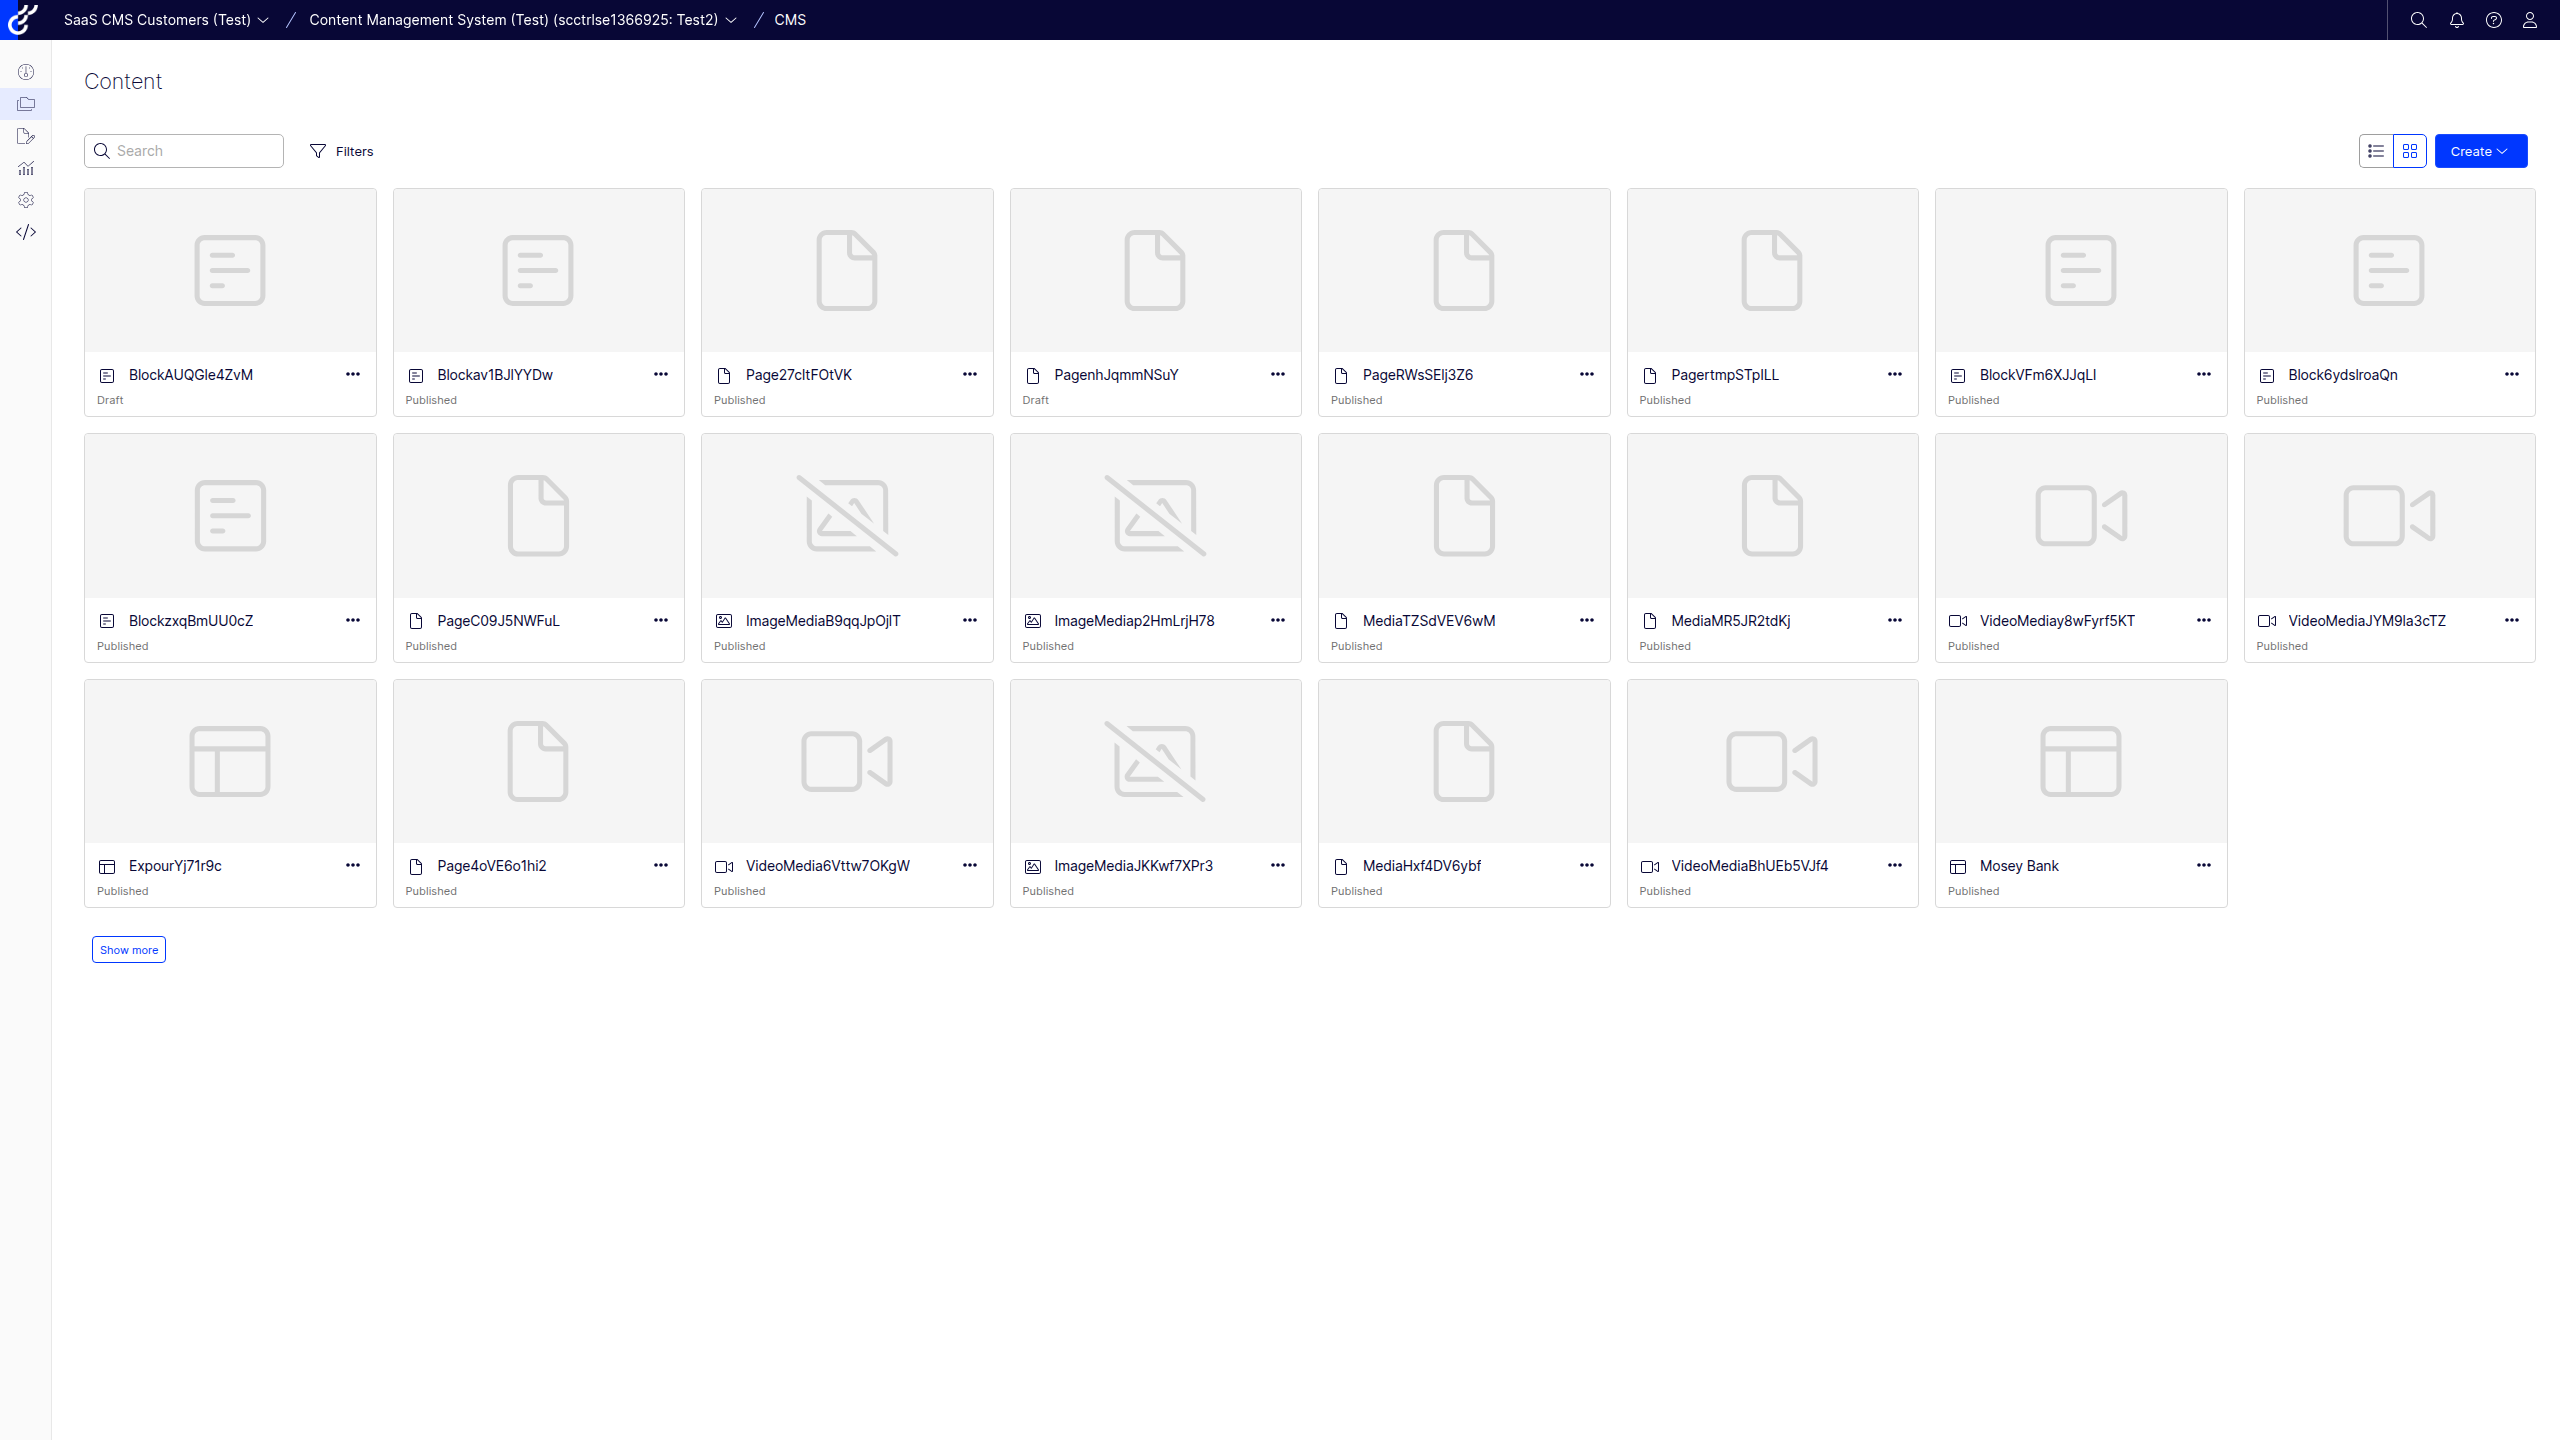 SaaS CMS Customers (Test) / Content Management System (Test) (scctrlse1366925: Test2) / CMS
Content
Search
Filters
Create
BlockAUQGle4ZvM
Draft
Blockav1BJlYYDw
Published
Page27cltFOtVK
Published
PagenhJqmmNSuY
Draft
PageRWsSElj3Z6
Published
PagertmpSTplLL
Published
BlockVFm6XJJqLl
Published
Block6ydslroaQn
Published
BlockzxqBmUU0cZ
Published
PageC09J5NWFuL
Published
ImageMediaB9qqJpOjlT
Published
ImageMediap2HmLrjH78
Published
MediaTZSdVEV6wM
Published
MediaMR5JR2tdKj
Published
VideoMediay8wFyrf5KT
Published
VideoMediaJYM9la3cTZ
Published
ExpourYj71r9c
Published
Page4oVE6o1hi2
Published
VideoMedia6Vttw7OKgW
Published
ImageMediaJKKwf7XPr3
Published
MediaHxf4DV6ybf
Published
VideoMediaBhUEb5VJf4
Published
Mosey Bank
Published
Show more